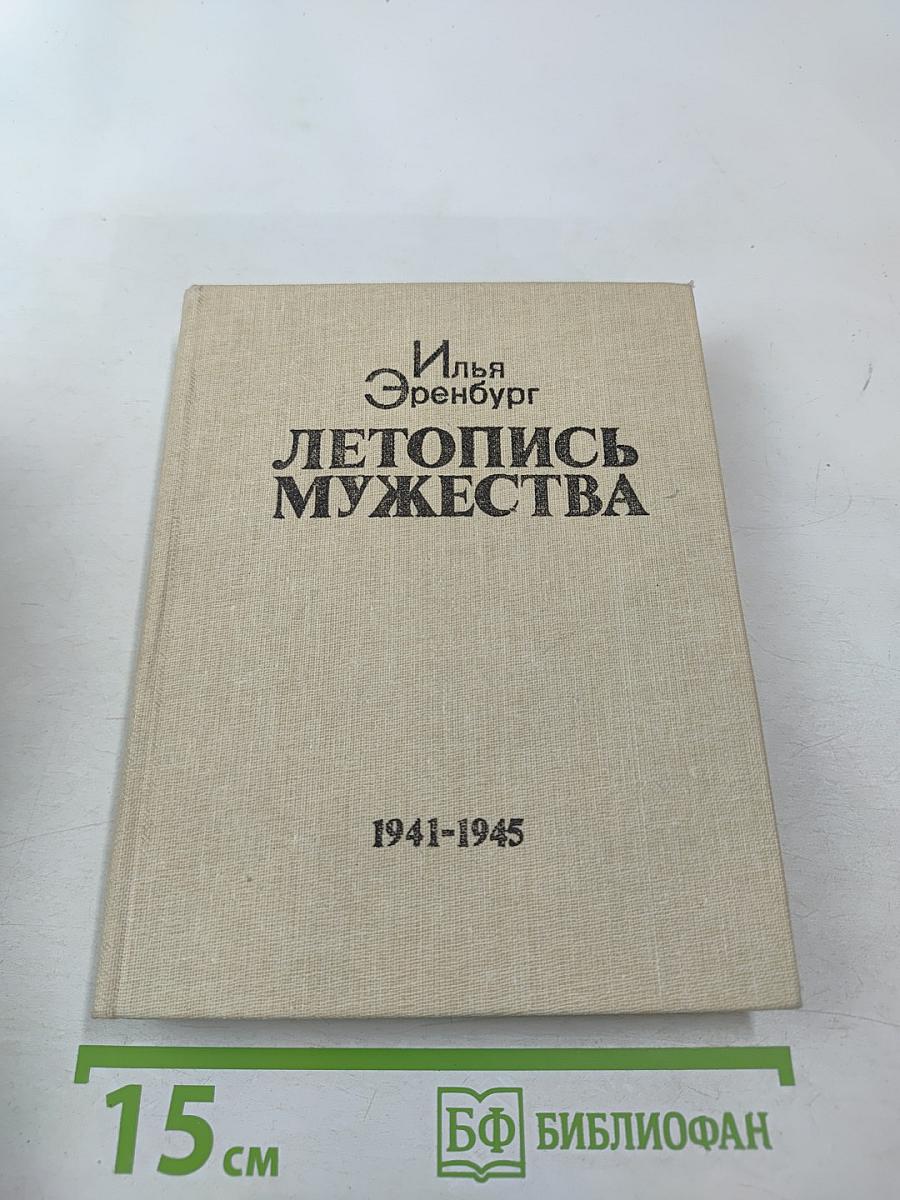 Илья
Эренбург
ЛЕТОПИСЬ
МУЖЕСТВА
1941-1945
15 см
БФ БИБЛИОФАН